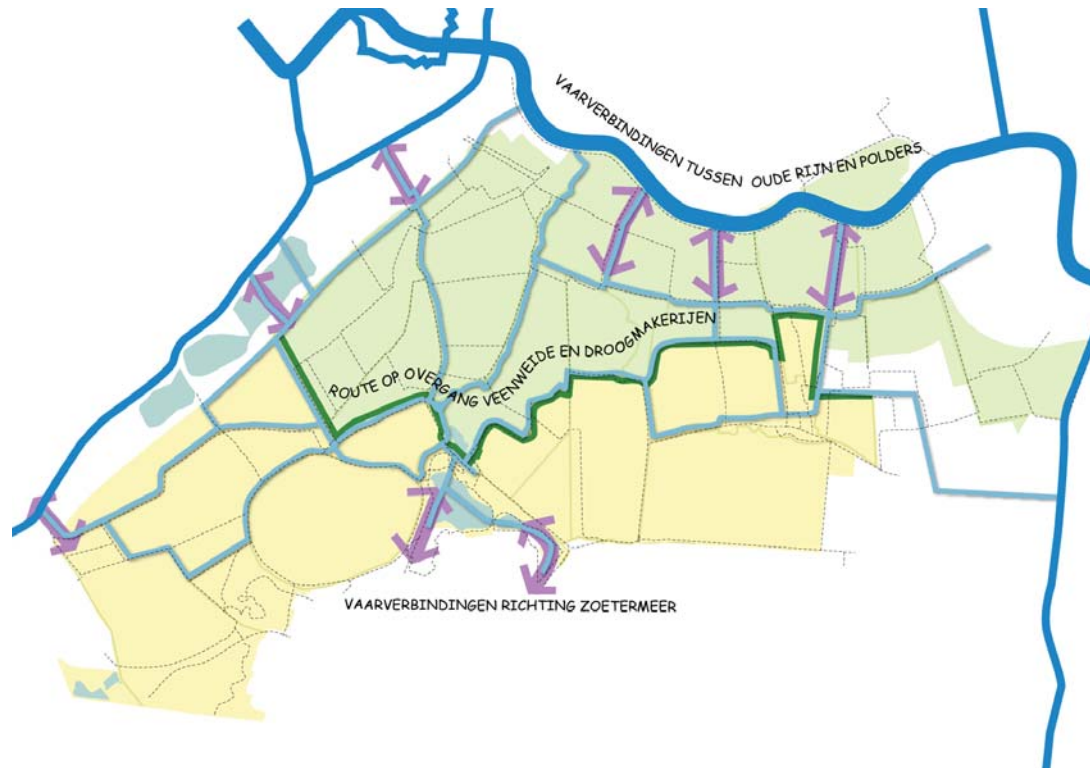 VAARVERBINDINGEN TUSSEN OUDE RIJN EN POLDERS
ROUTE OP OVERGANG VEENWEIDE EN DROOGMAKERIJEN
VAARVERBINDINGEN RICHTING ZOETERMEER